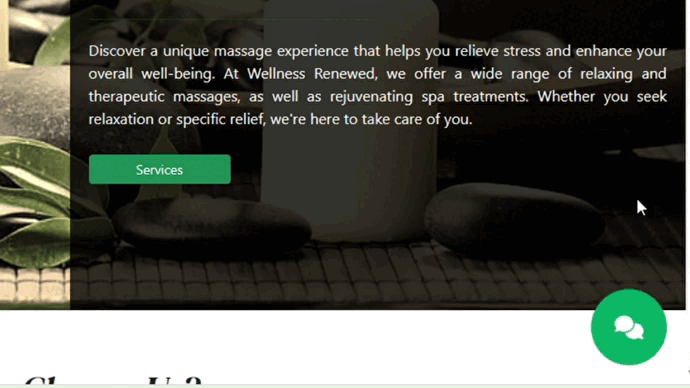 Discover a unique massage experience that helps you relieve stress and enhance your
overall well-being. At Wellness Renewed, we offer a wide range of relaxing and
therapeutic massages, as well as rejuvenating spa treatments. Whether you seek
relaxation or specific relief, we're here to take care of you.
Services